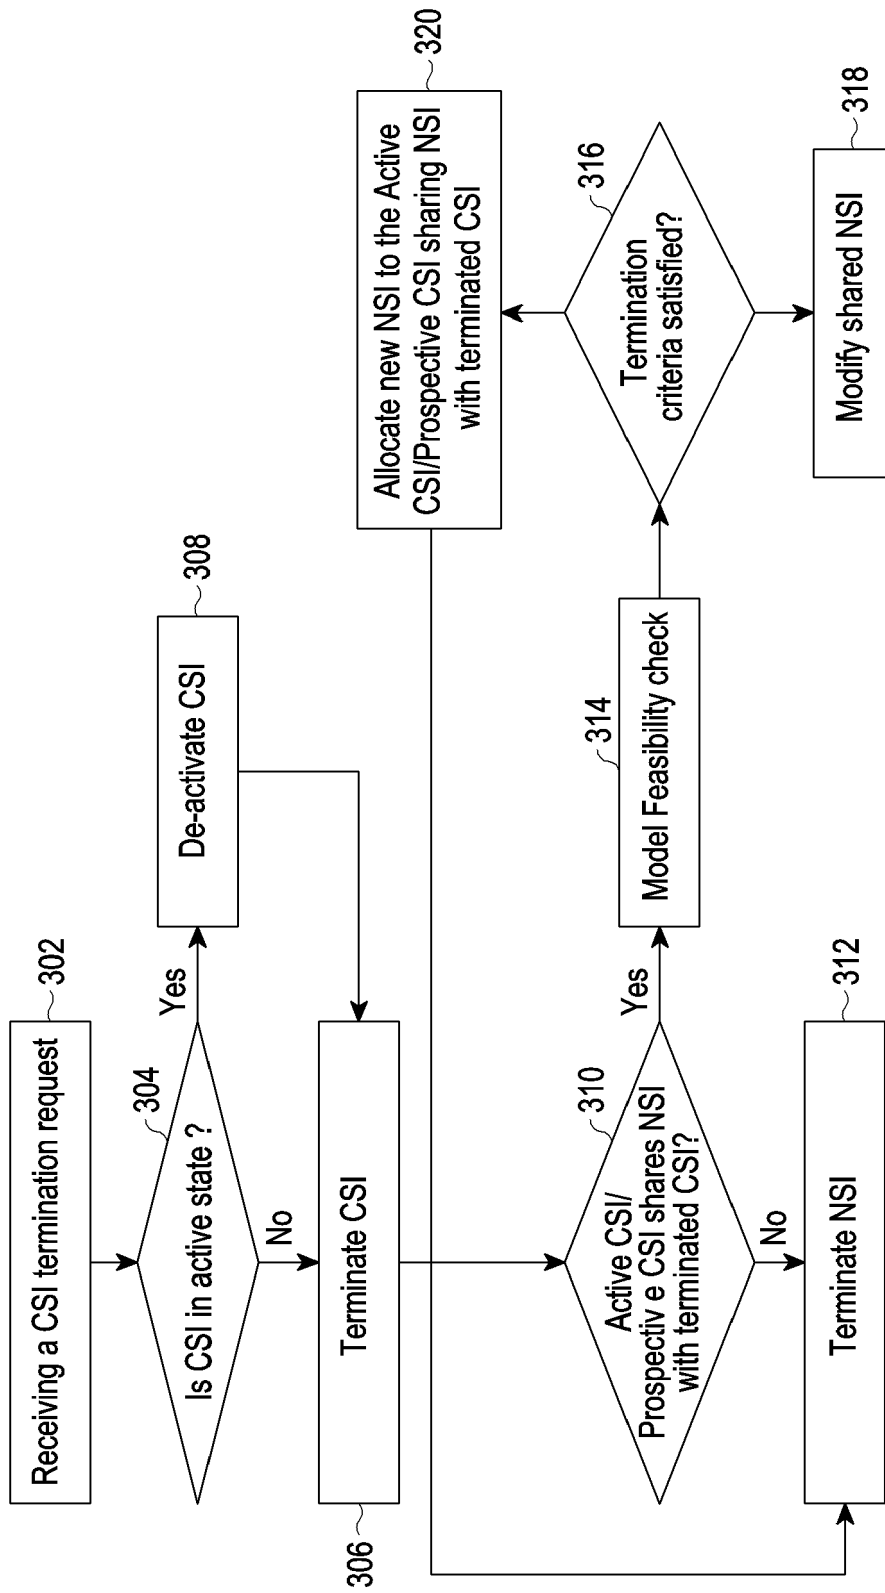 302
Receiving a CSI termination request
304
Is CSI in active state ?
Yes
No
308
De-activate CSI
306
Terminate CSI
310
Active CSI/
Prospectiv e CSI shares NSI
with terminated CSI?
Yes
No
312
Terminate NSI
314
Model Feasibility check
316
Termination
criteria satisfied?
318
Modify shared NSI
320
Allocate new NSI to the Active
CSI/Prospective CSI sharing NSI
with terminated CSI